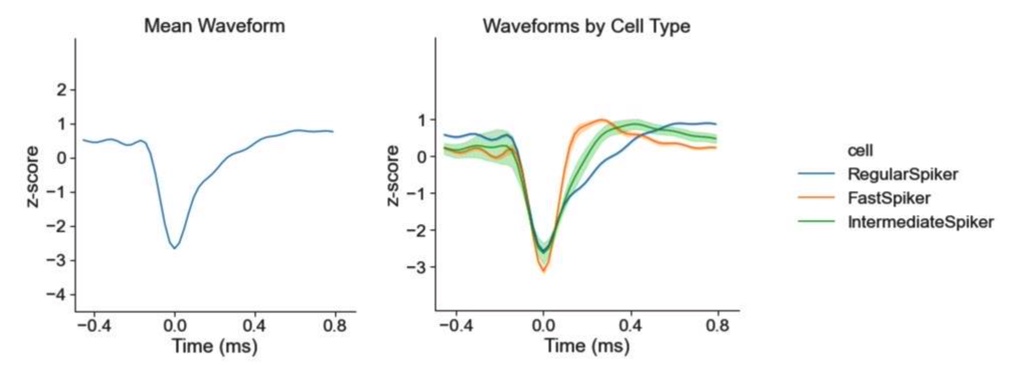 Mean Waveform
z-score
2
1
0
−1
−2
−3
−4
−0.4 0.0 0.4 0.8
Time (ms)
Waveforms by Cell Type
z-score
1
0
−1
−2
−3
−0.4 0.0 0.4 0.8
Time (ms)
cell
RegularSpiker
FastSpiker
IntermediateSpiker